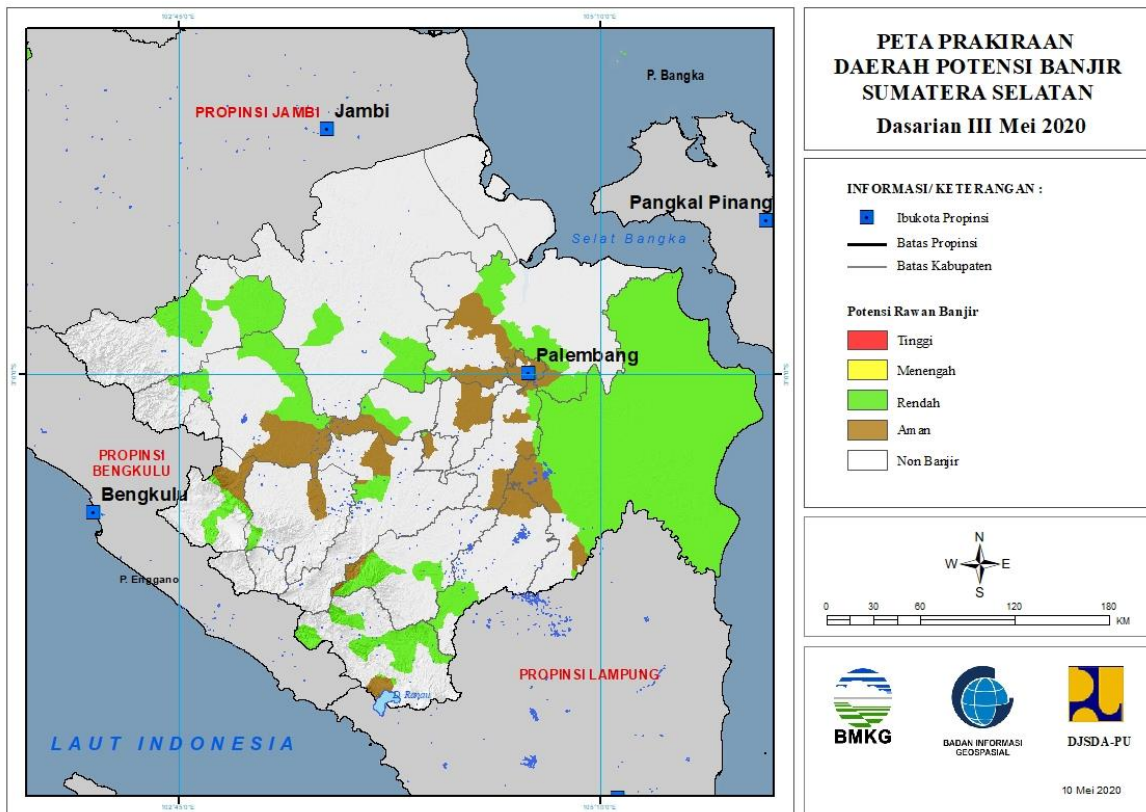 PETA PRAKIRAAN
DAERAH POTENSI BANJIR
SUMATERA SELATAN
Dasarian III Mei 2020
INFORMASI/ KETERANGAN :
Ibukota Propinsi
Batas Propinsi
Batas Kabupaten
Potensi Rawan Banjir
Tinggi
Menengah
Rendah
Aman
Non Banjir
N
W E
S
0 30 60 120 180
KM
BMKG
BADAN INFORMASI
GEOSPASIAL
DJSDA-PU
10 Mei 2020
P. Bangka
PROPINSI JAMBI
Jambi
Pangkal Pinang
Selat Bangka
Palembang
PROPINSI
BENGKULU
Bengkulu
P. Enggano
PROPINSI LAMPUNG
D. Ranau
LAUT INDONESIA